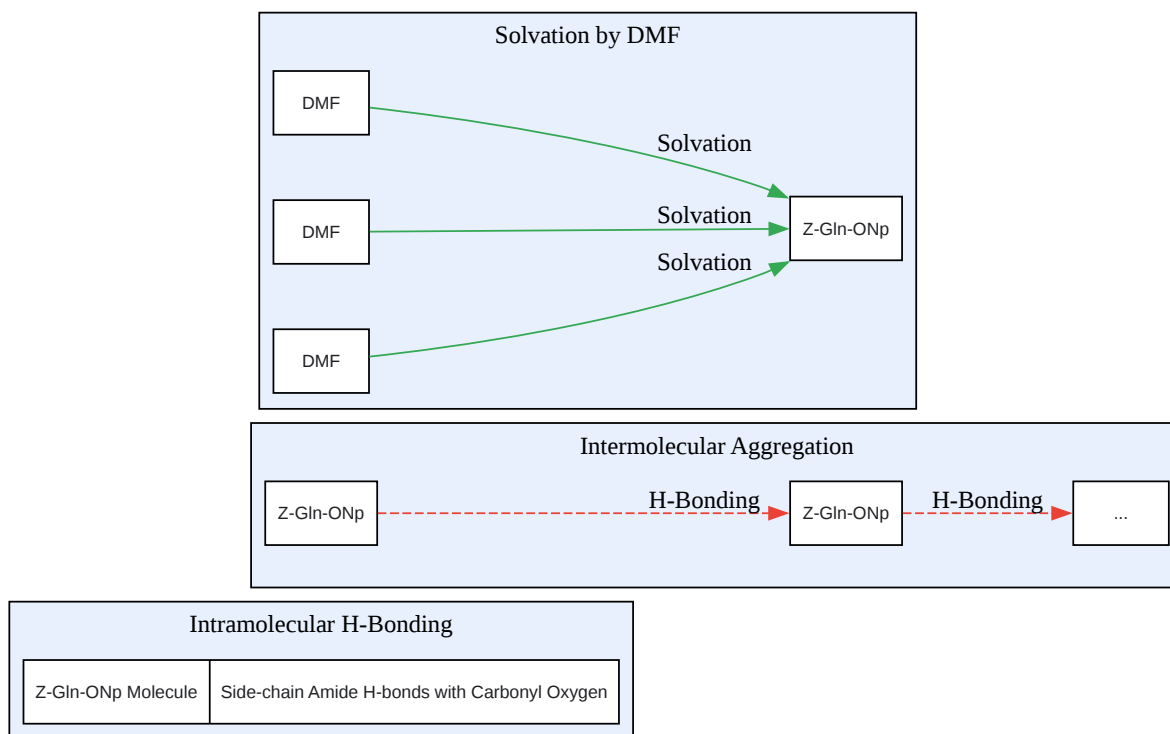 Solvation by DMF
DMF
Solvation
DMF
Solvation
Z-Gln-ONp
Solvation
DMF
Intermolecular Aggregation
Z-Gln-ONp
H-Bonding
Z-Gln-ONp
H-Bonding
...
Intramolecular H-Bonding
Z-Gln-ONp Molecule
Side-chain Amide H-bonds with Carbonyl Oxygen